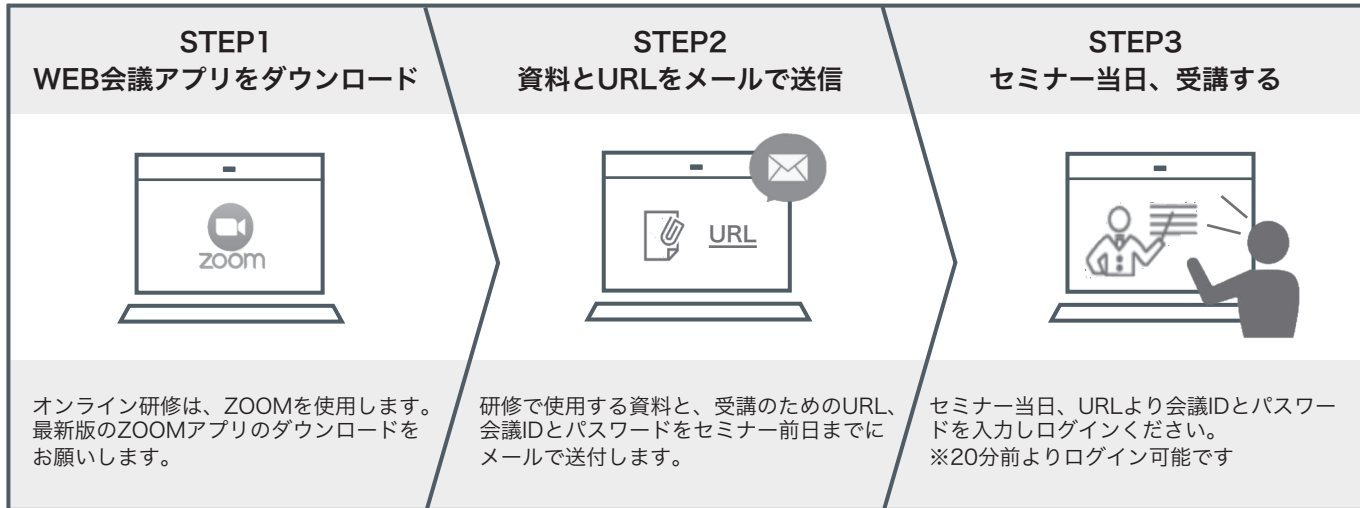 STEP1
WEB会議アプリをダウンロード
zoom
オンライン研修は、ZOOMを使用します。
最新版のZOOMアプリのダウンロードを
お願いします。
STEP2
資料とURLをメールで送信
URL
研修で使用する資料と、受講のためのURL、
会議IDとパスワードをセミナー前日までに
メールで送付します。
STEP3
セミナー当日、受講する
セミナー当日、URLより会議IDとパスワー
ドを入力しログインください。
※20分前よりログイン可能です